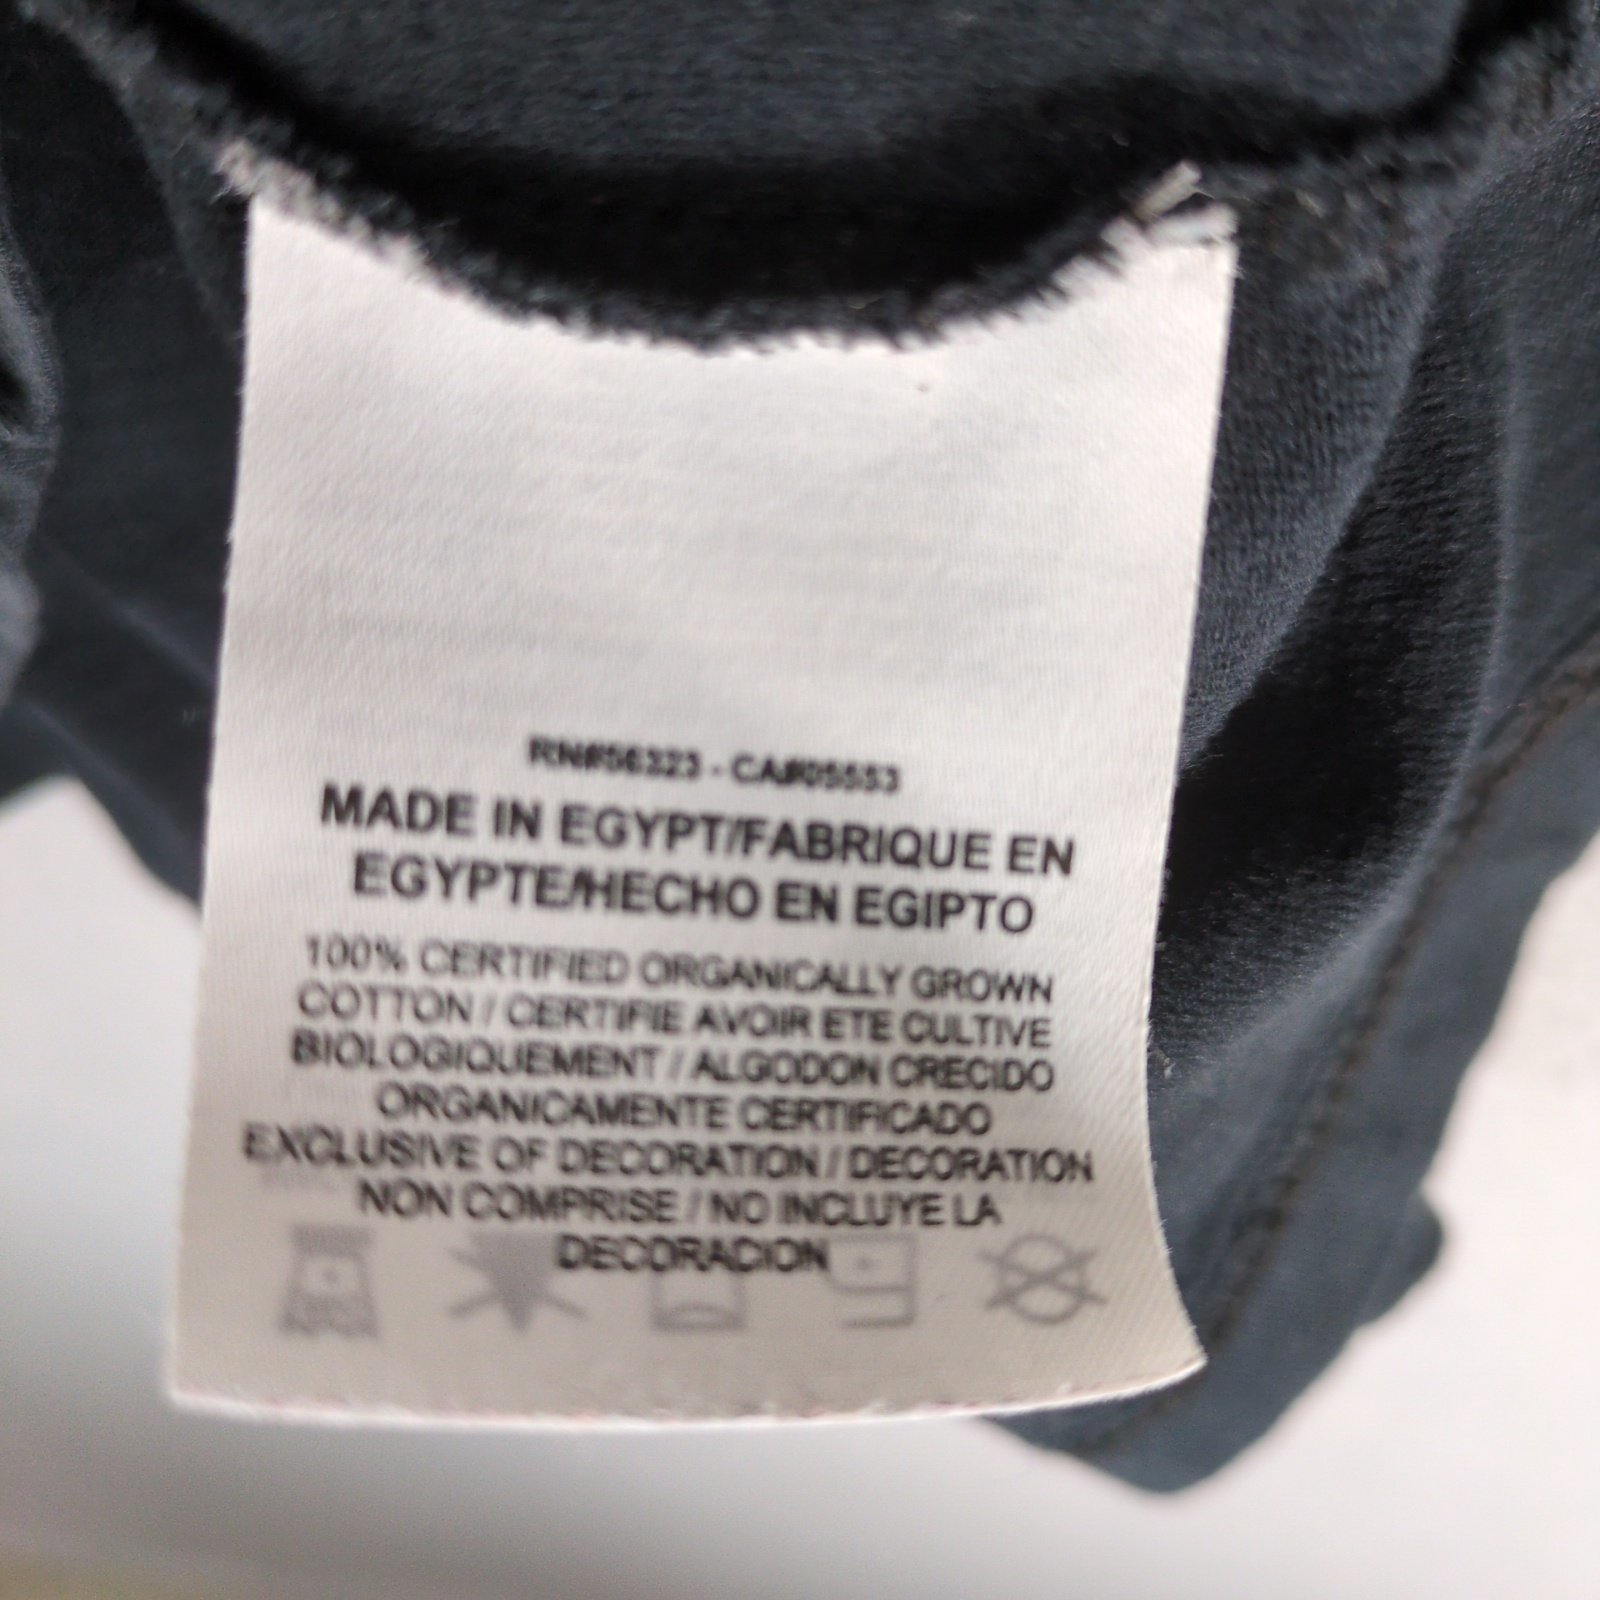 RN#56323 - CA#05553
MADE IN EGYPT/FABRIQUE EN
EGYPTE/HECHO EN EGIPTO
100% CERTIFIED ORGANICALLY GROWN
COTTON / CERTIFIE AVOIR ETE CULTIVE
BIOLOGIQUEMENT / ALGODON CRECIDO
ORGANICAMENTE CERTIFICADO
EXCLUSIVE OF DECORATION / DECORATION
NON COMPRISE / NO INCLUYE LA
DECORACION